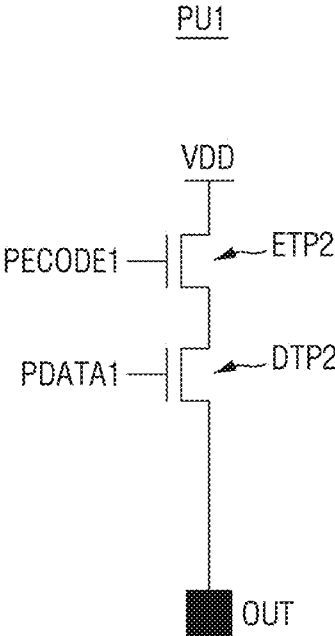 PU1
VDD
PECODE1
ETP2
PDATA1
DTP2
OUT